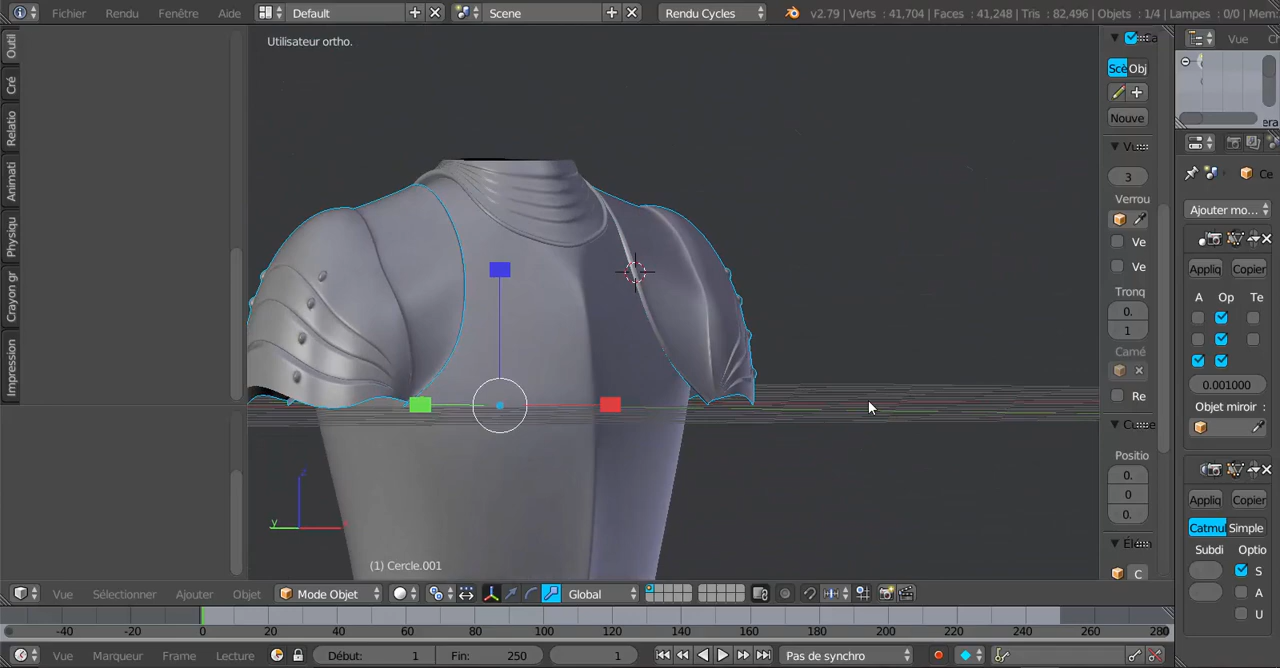 Fichier Rendu Fenêtre Aide Default Scene Rendu Cycles v2.79 | Verts : 41,704 | Faces : 41,248 | Tris : 82,496 | Objets : 1/4 | Lampes : 0/0 | Mem:
Utilisateur ortho.
Outil
Cré
Relatio
Animati
Physiqu
Crayon gr
Impression
Scè Obj
Nouve
3
Verrou
Ve
Ve
Tronq
0.
1
Camé
Re
Positio
0.
0
0.
C
Vue
era
Ce
Ajouter mo...
Appliq Copier
A Op Te
0.001000
Objet miroir :
Appliq Copier
Catmu Simple
Subdi Optio
S
A
U
z
y
(1) Cercle.001
Vue Sélectionner Ajouter Objet Mode Objet Global
-40 -20 0 20 40 60 80 100 120 140 160 180 200 220 240 260 280
Vue Marqueur Frame Lecture Début: 1 Fin: 250 1 Pas de synchro